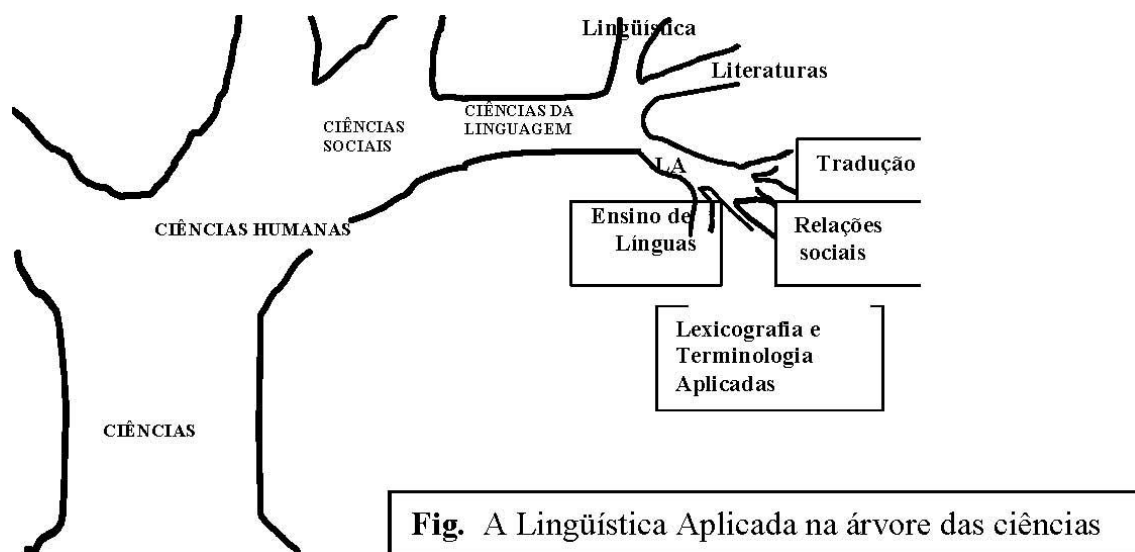 Lingüística
Literaturas
CIÊNCIAS DA
LINGUAGEM
CIÊNCIAS
SOCIAIS
LA
Tradução
Ensino de
Línguas
Relações
sociais
CIÊNCIAS HUMANAS
Lexicografia e
Terminologia
Aplicadas
CIÊNCIAS
Fig. A Lingüística Aplicada na árvore das ciências